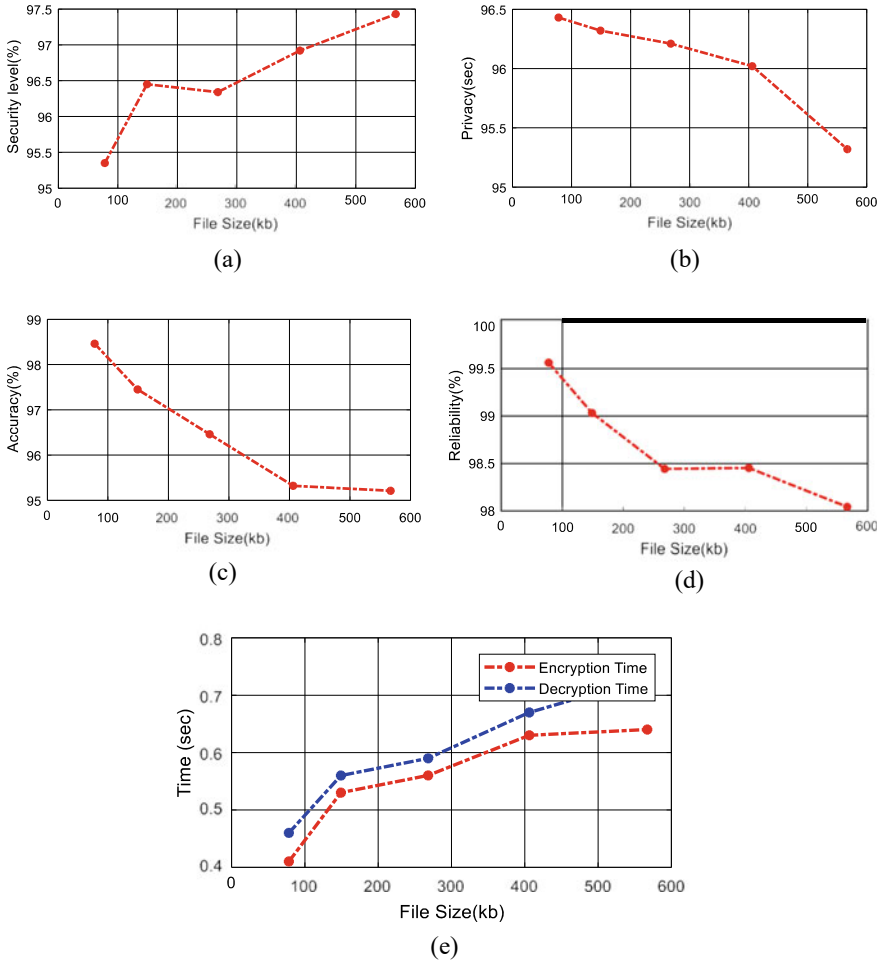 97.5
97
96.5
96
95.5
95
Security level(%)
0 100 200 300 400 500 600
File Size(kb)
(a)
96.5
96
95.5
95
Privacy(sec)
0 100 200 300 400 500 600
File Size(kb)
(b)
99
98
97
96
95
Accuracy(%)
0 100 200 300 400 500 600
File Size(kb)
(c)
100
99.5
99
98.5
98
Reliability(%)
0 100 200 300 400 500 600
File Size(kb)
(d)
0.8
0.7
0.6
0.5
0.4
Time (sec)
Encryption Time
Decryption Time
0 100 200 300 400 500 600
File Size(kb)
(e)